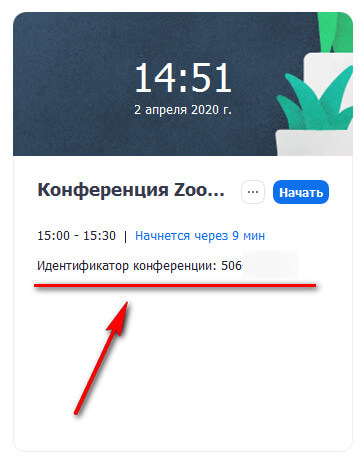 14:51
2 апреля 2020 г.
Конференция Zoo... ... Начать
15:00 - 15:30 | Начнется через 9 мин
Идентификатор конференции: 506